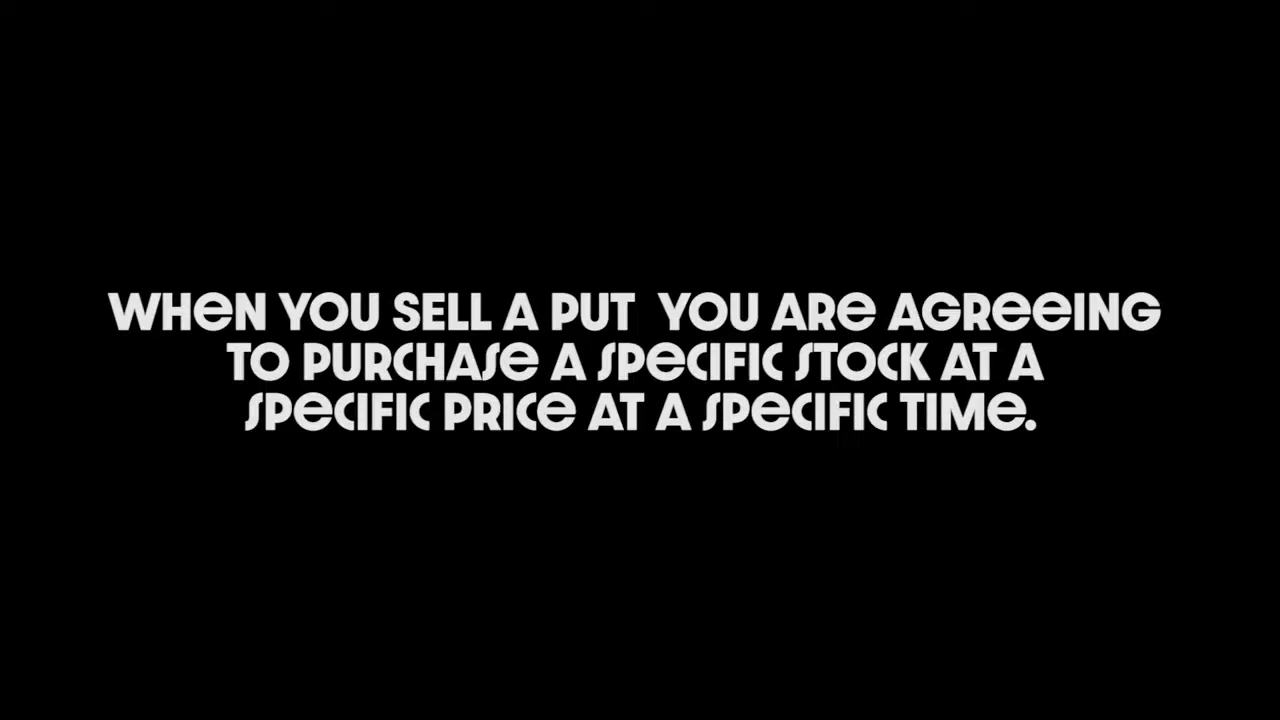 WHEN YOU SELL A PUT YOU ARE AGREEING
TO PURCHASE A SPECIFIC STOCK AT A
SPECIFIC PRICE AT A SPECIFIC TIME.